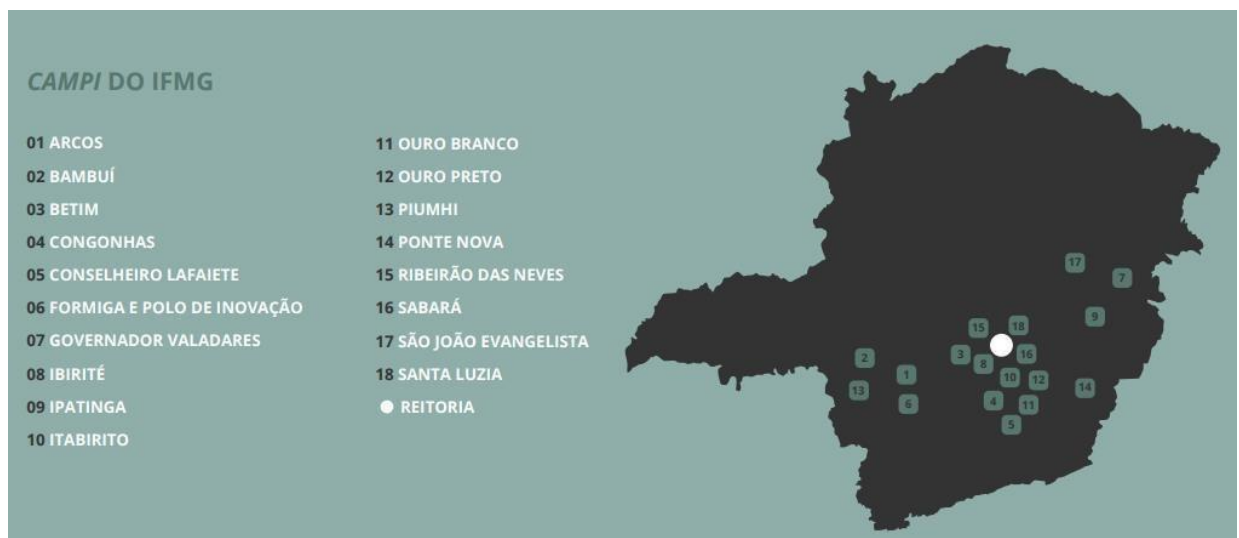 CAMPI DO IFMG
01 ARCOS
02 BAMBUÍ
03 BETIM
04 CONGONHAS
05 CONSELHEIRO LAFAIETE
06 FORMIGA E POLO DE INOVAÇÃO
07 GOVERNADOR VALADARES
08 IBIRITÉ
09 IPATINGA
10 ITABIRITO
11 OURO BRANCO
12 OURO PRETO
13 PIUMHI
14 PONTE NOVA
15 RIBEIRÃO DAS NEVES
16 SABARÁ
17 SÃO JOÃO EVANGELISTA
18 SANTA LUZIA
REITORIA
17
7
9
15
18
2
3
8
16
1
10
12
13
14
6
4
11
5